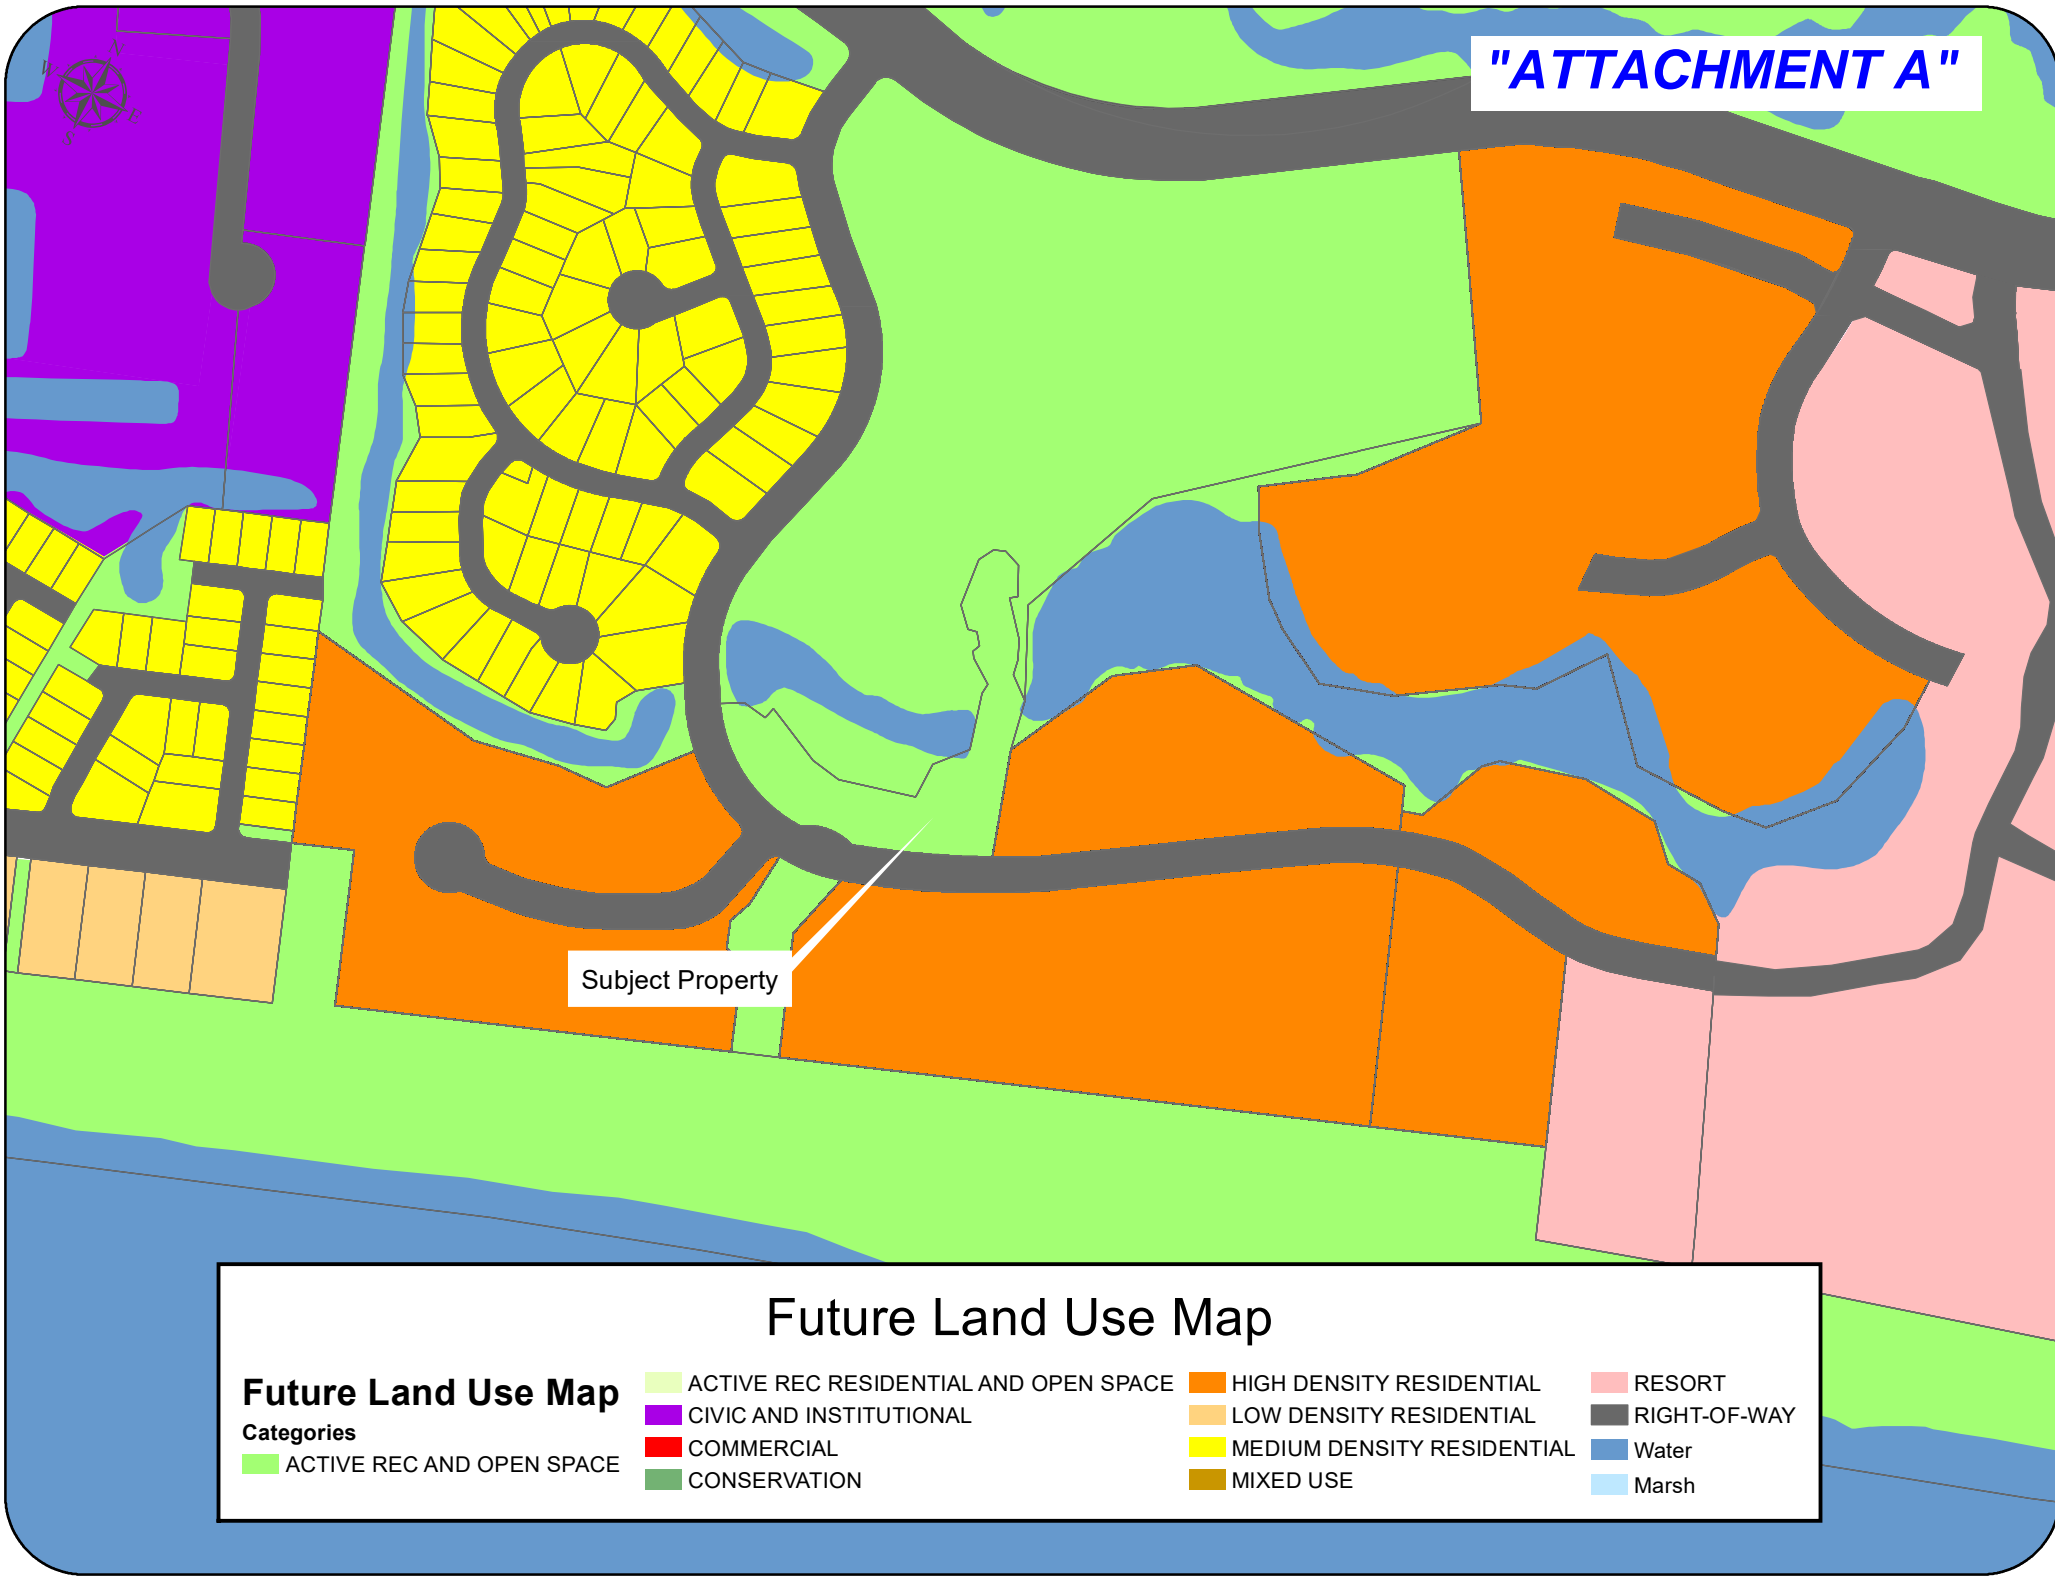 "ATTACHMENT A"
N
W
E
S
Subject Property
Future Land Use Map
Future Land Use Map
Categories
ACTIVE REC AND OPEN SPACE
ACTIVE REC RESIDENTIAL AND OPEN SPACE
CIVIC AND INSTITUTIONAL
COMMERCIAL
CONSERVATION
HIGH DENSITY RESIDENTIAL
LOW DENSITY RESIDENTIAL
MEDIUM DENSITY RESIDENTIAL
MIXED USE
RESORT
RIGHT-OF-WAY
Water
Marsh